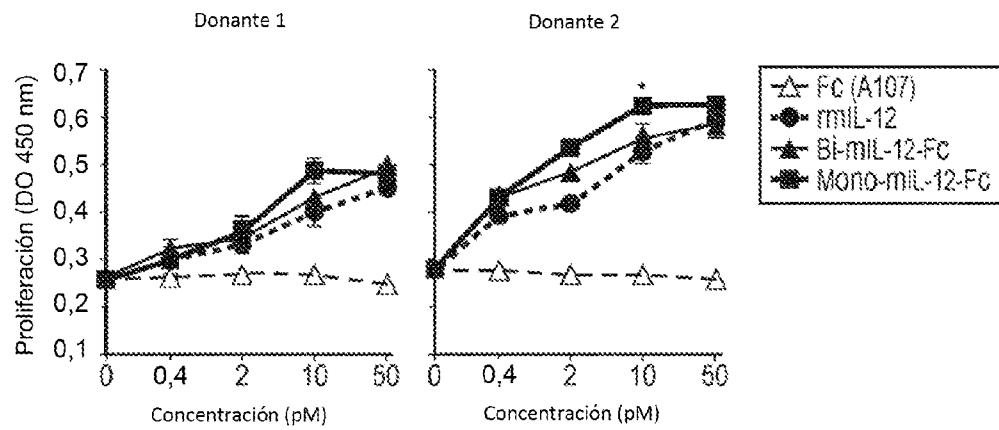 Donante 1
Donante 2
Proliferación (DO 450 nm)
0,7
0,6
0,5
0,4
0,3
0,2
0,1
0 0,4 2 10 50
Concentración (pM)
*
0 0,4 2 10 50
Concentración (pM)
Fc (A107)
rmIL-12
Bi-mIL-12-Fc
Mono-mIL-12-Fc